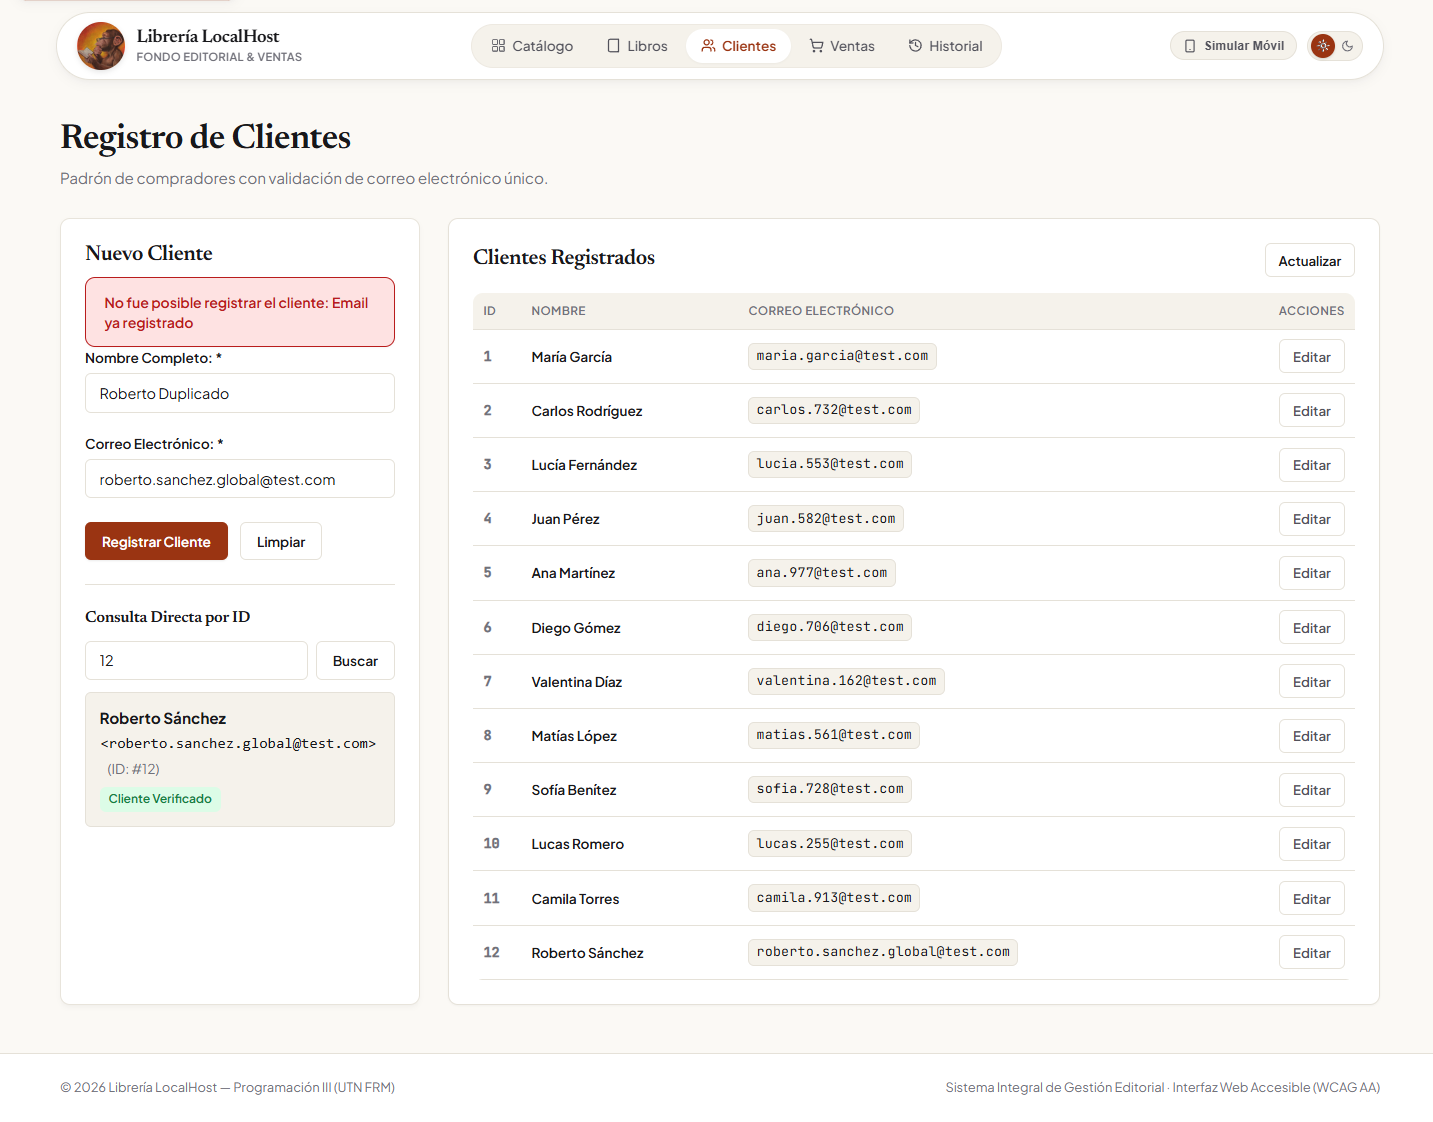 Librería LocalHost
FONDO EDITORIAL & VENTAS
Catálogo
Libros
Clientes
Ventas
Historial
Simular Móvil
Registro de Clientes
Padrón de compradores con validación de correo electrónico único.
Nuevo Cliente
No fue posible registrar el cliente: Email
ya registrado
Nombre Completo: *
Roberto Duplicado
Correo Electrónico: *
roberto.sanchez.global@test.com
Registrar Cliente
Limpiar
Consulta Directa por ID
12
Buscar
Roberto Sánchez
<roberto.sanchez.global@test.com>
(ID: #12)
Cliente Verificado
Clientes Registrados
Actualizar
ID NOMBRE CORREO ELECTRÓNICO ACCIONES
1 María García maria.garcia@test.com Editar
2 Carlos Rodríguez carlos.732@test.com Editar
3 Lucía Fernández lucia.553@test.com Editar
4 Juan Pérez juan.582@test.com Editar
5 Ana Martínez ana.977@test.com Editar
6 Diego Gómez diego.706@test.com Editar
7 Valentina Díaz valentina.162@test.com Editar
8 Matías López matias.561@test.com Editar
9 Sofía Benítez sofia.728@test.com Editar
10 Lucas Romero lucas.255@test.com Editar
11 Camila Torres camila.913@test.com Editar
12 Roberto Sánchez roberto.sanchez.global@test.com Editar
© 2026 Librería LocalHost — Programación III (UTN FRM)
Sistema Integral de Gestión Editorial · Interfaz Web Accesible (WCAG AA)